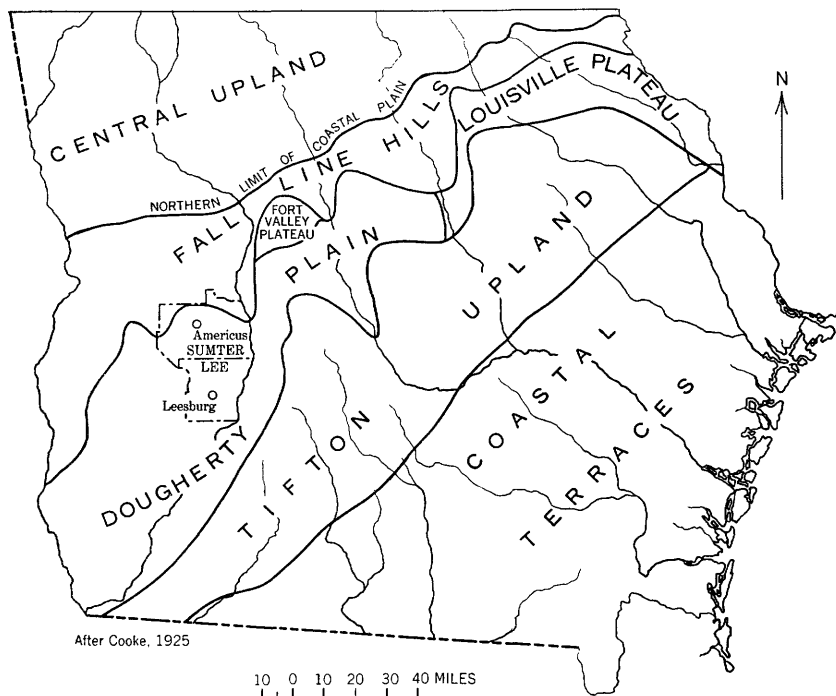 CENTRAL UPLAND
NORTHERN LIMIT OF COASTAL PLAIN
FALL LINE HILLS
LOUISVILLE PLATEAU
N
FORT
VALLEY
PLATEAU
DOUGHERTY PLAIN
TIFTON UPLAND
COASTAL
TERRACES
Americus
SUMTER
LEE
Leesburg
After Cooke, 1925
10 0 10 20 30 40 MILES